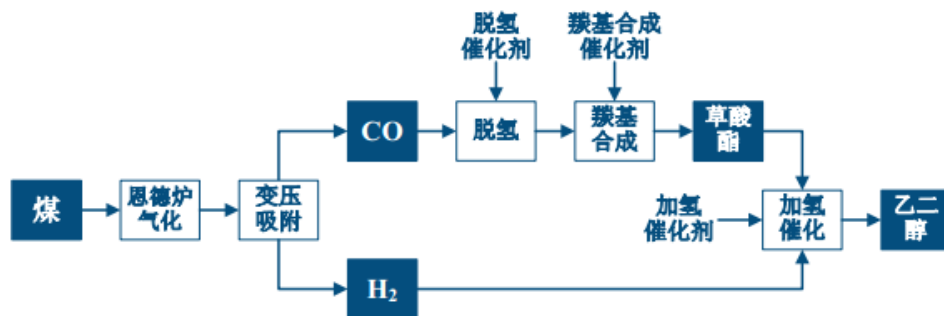 脱氢
催化剂
羰基合成
催化剂
CO
脱氢
羰基
合成
草酸
酯
煤
恩德炉
气化
变压
吸附
加氢
催化剂
加氢
催化
乙二
醇
H₂